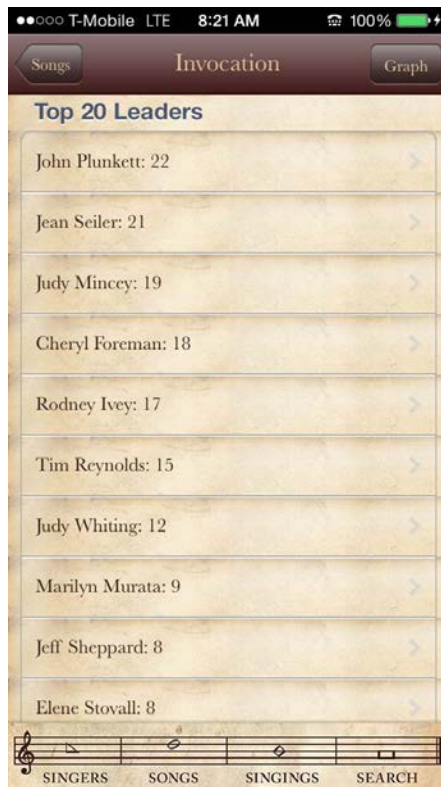 T-Mobile LTE 8:21 AM 100%
Songs Invocation Graph
Top 20 Leaders
John Plunkett: 22
Jean Seiler: 21
Judy Mincey: 19
Cheryl Foreman: 18
Rodney Ivey: 17
Tim Reynolds: 15
Judy Whiting: 12
Marilyn Murata: 9
Jeff Sheppard: 8
Elene Stovall: 8
SINGERS SONGS SINGINGS SEARCH